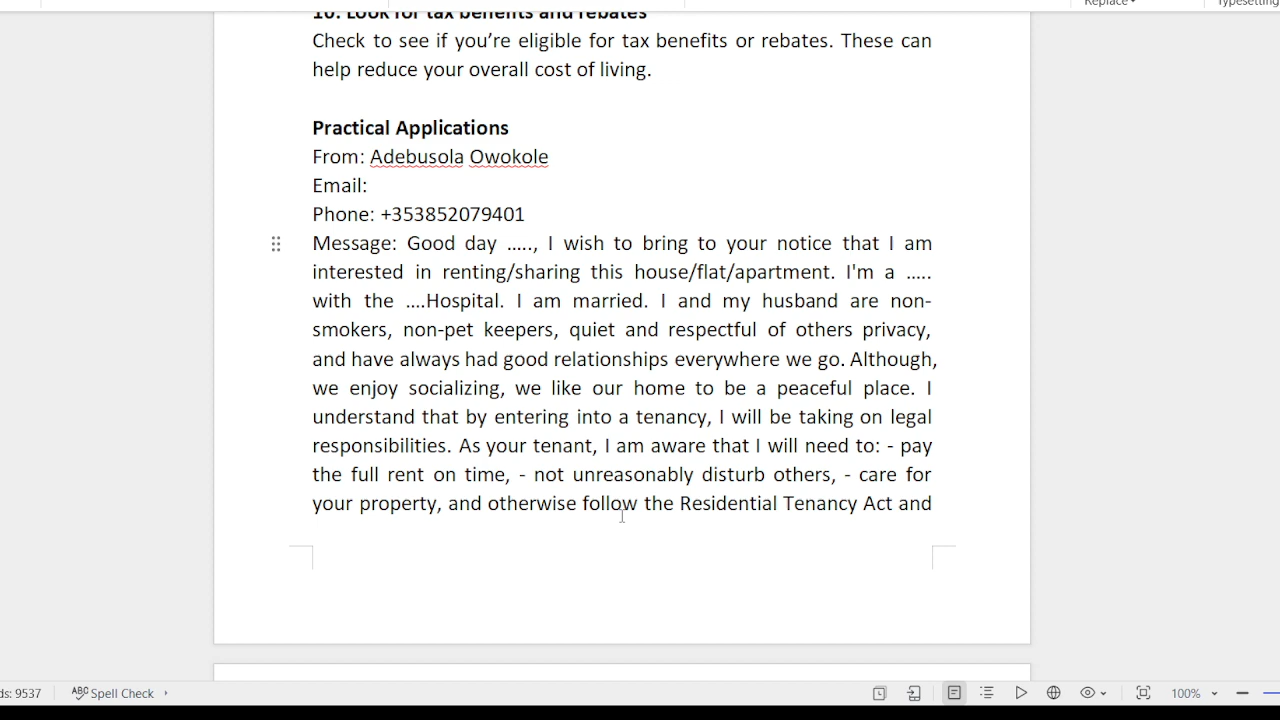 Replace
Typesetting
10. Look for tax benefits and rebates
Check to see if you’re eligible for tax benefits or rebates. These can
help reduce your overall cost of living.
Practical Applications
From: Adebusola Owokole
Email:
Phone: +353852079401
Message: Good day ….., I wish to bring to your notice that I am
interested in renting/sharing this house/flat/apartment. I'm a …..
with the ….Hospital. I am married. I and my husband are non-
smokers, non-pet keepers, quiet and respectful of others privacy,
and have always had good relationships everywhere we go. Although,
we enjoy socializing, we like our home to be a peaceful place. I
understand that by entering into a tenancy, I will be taking on legal
responsibilities. As your tenant, I am aware that I will need to: - pay
the full rent on time, - not unreasonably disturb others, - care for
your property, and otherwise follow the Residential Tenancy Act and
ds: 9537 ABC Spell Check 100%